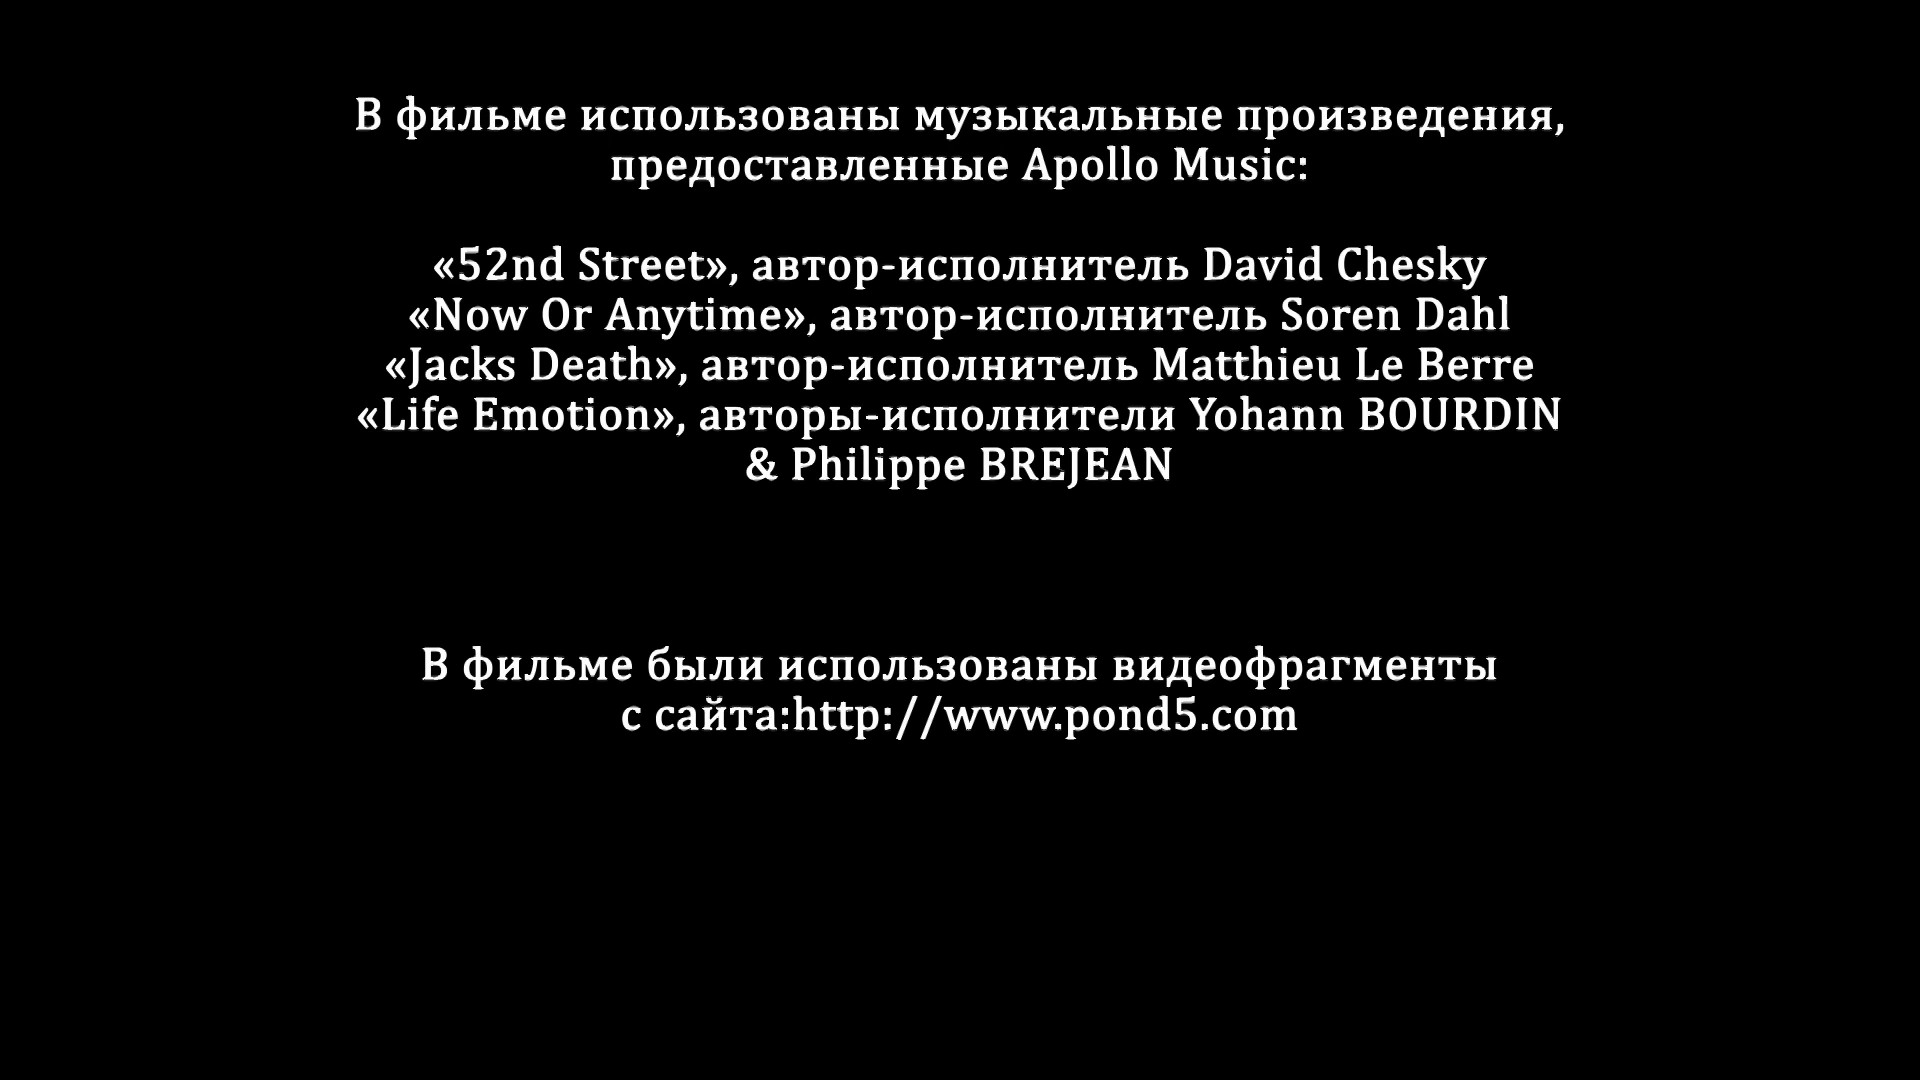 В фильме использованы музыкальные произведения,
предоставленные Apollo Music:
«52nd Street», автор-исполнитель David Chesky
«Now Or Anytime», автор-исполнитель Soren Dahl
«Jacks Death», автор-исполнитель Matthieu Le Berre
«Life Emotion», авторы-исполнители Yohann BOURDIN
& Philippe BREJEAN
В фильме были использованы видеофрагменты
с сайта:http://www.pond5.com